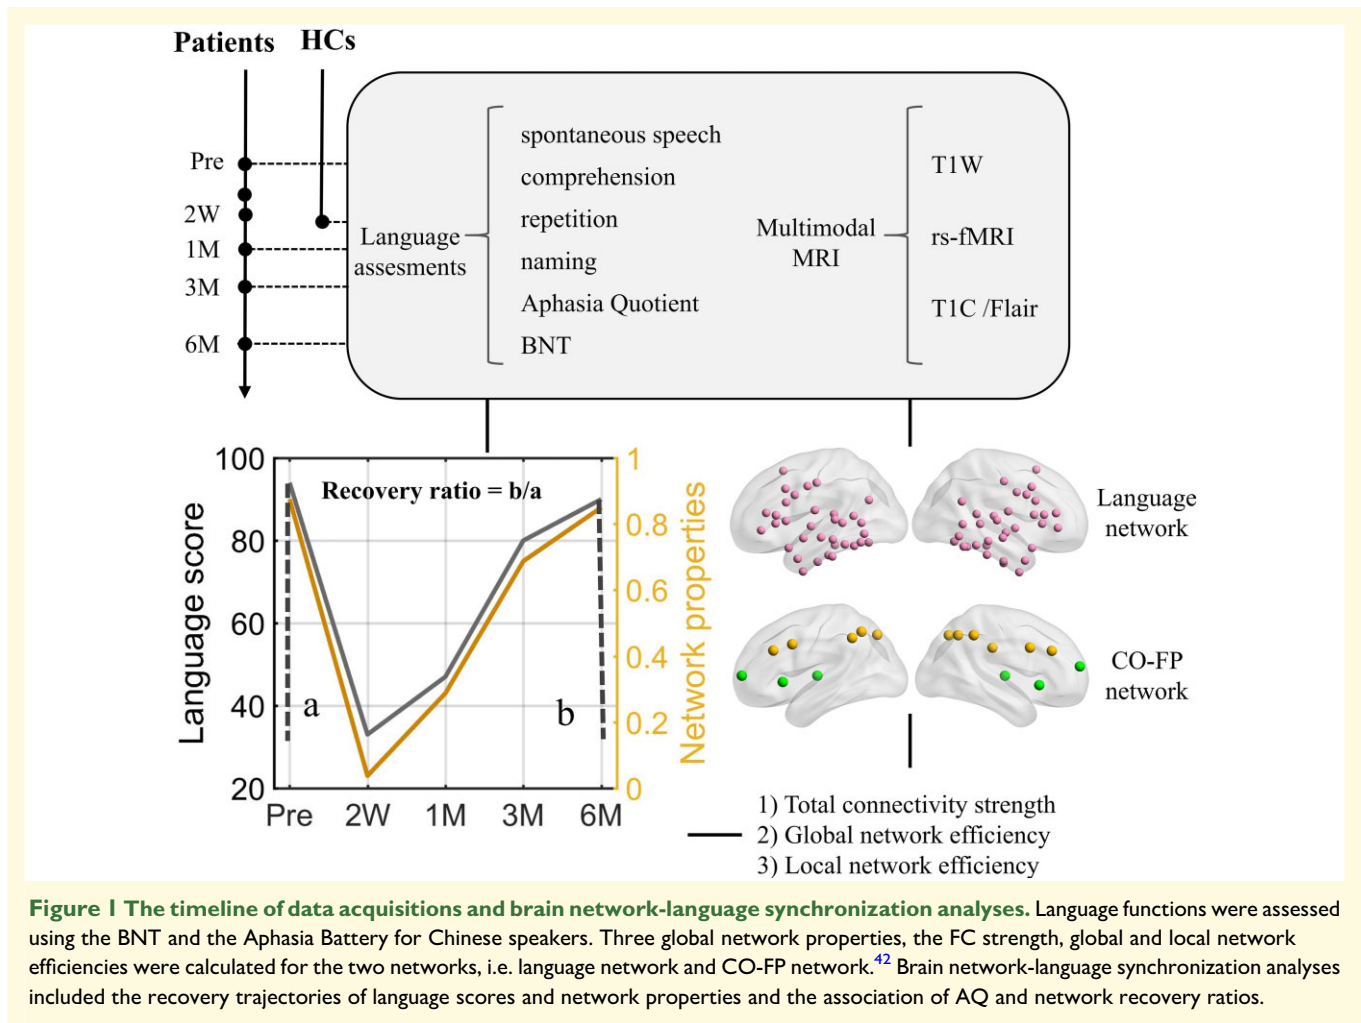 Patients HCs
Pre
2W
1M
3M
6M
Language
assesments
spontaneous speech
comprehension
repetition
naming
Aphasia Quotient
BNT
Multimodal
MRI
T1W
rs-fMRI
T1C /Flair
Recovery ratio = b/a
Language score
100
80
60
40
20
a
b
1
0.8
0.6
0.4
0.2
0
Network properties
Pre 2W 1M 3M 6M
Language
network
CO-FP
network
1) Total connectivity strength
2) Global network efficiency
3) Local network efficiency
Figure 1 The timeline of data acquisitions and brain network-language synchronization analyses. Language functions were assessed
using the BNT and the Aphasia Battery for Chinese speakers. Three global network properties, the FC strength, global and local network
efficiencies were calculated for the two networks, i.e. language network and CO-FP network.42 Brain network-language synchronization analyses
included the recovery trajectories of language scores and network properties and the association of AQ and network recovery ratios.